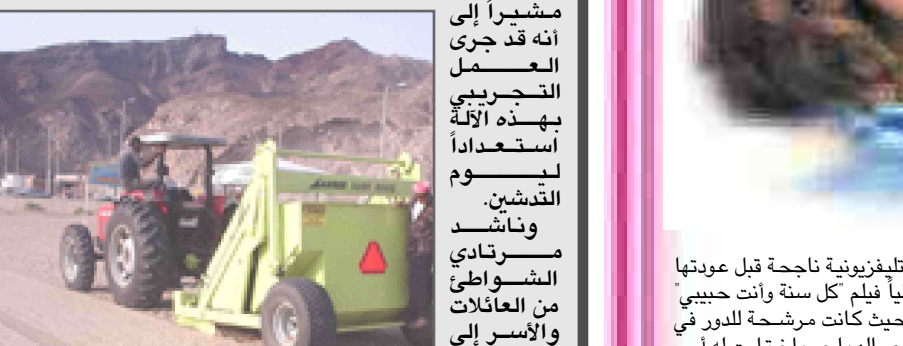 مشيراً إلى
أنه قد جرى
العمل
التجريبي
بهذه الآلة
استعداداً
ليوم
التدشين.
وناشد
مرتادي
الشواطئ
من العائلات
والأسر إلى
تليفزيونية ناجحة قبل عودتها
فيلم "كل سنة وأنت حبيبي"
حيث كانت مرشحة للدور في